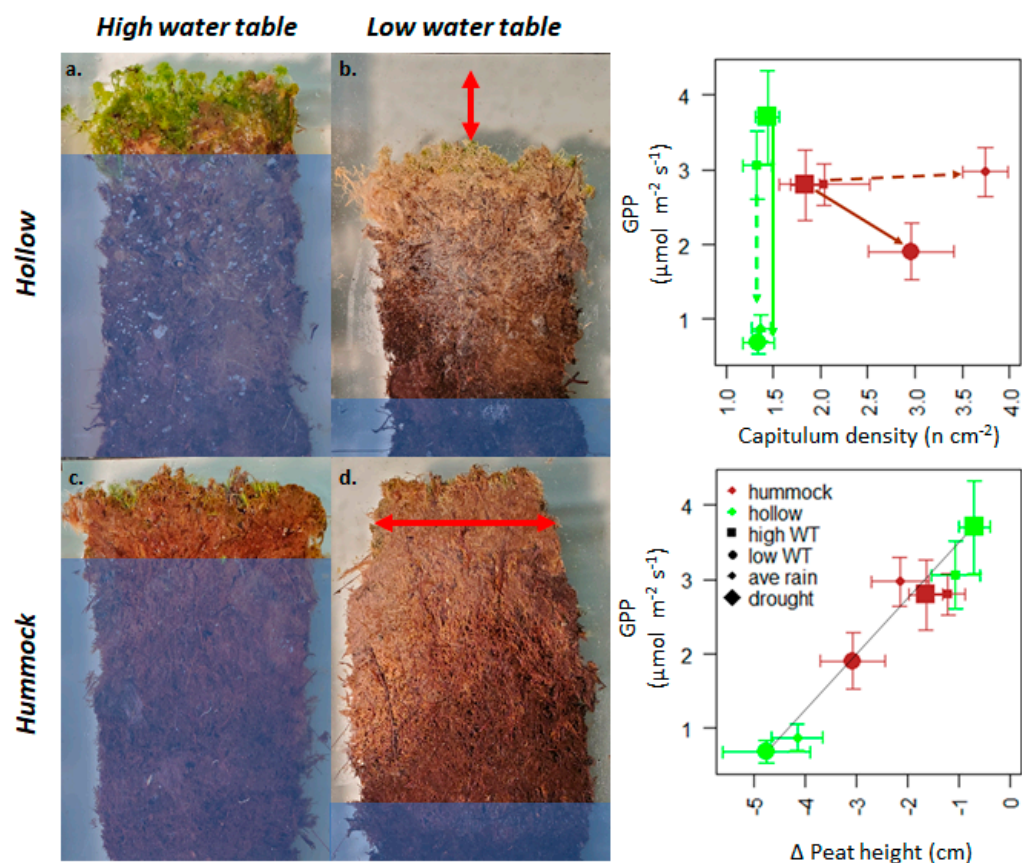 High water table
Low water table
Hollow
Hummock
a.
b.
c.
d.
GPP
(μmol m-2 s-1)
4
3
2
1
1.0
1.5
2.0
2.5
3.0
3.5
4.0
Capitulum density (n cm-2)
GPP
(μmol m-2 s-1)
4
3
2
1
hummock
hollow
high WT
low WT
ave rain
drought
-5
-4
-3
-2
-1
0
Δ Peat height (cm)